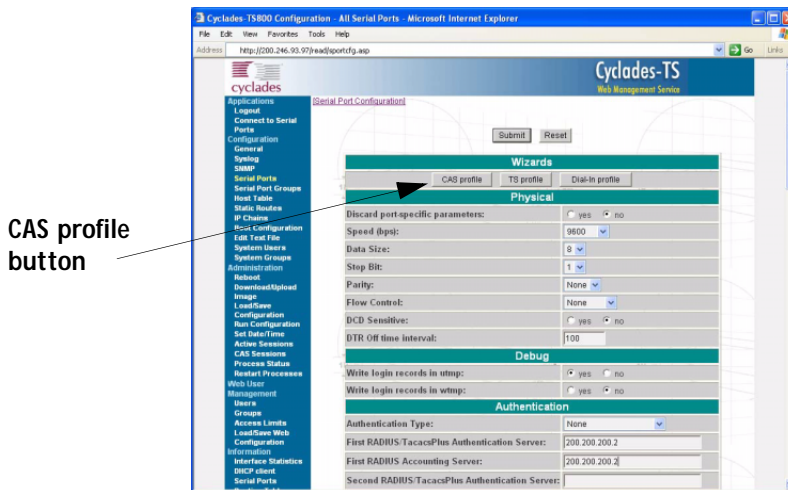 Cyclades-TS800 Configuration - All Serial Ports - Microsoft Internet Explorer
File Edit View Favorites Tools Help
Address http://200.246.93.97/read/sportcfg.asp Go Links
cyclades
Cyclades-TS
Web Management Service
Applications
Logout
Connect to Serial
Ports
Configuration
General
Syslog
SNMP
Serial Ports
Serial Port Groups
Host Table
Static Routes
IP Chains
Boot Configuration
Edit Text File
System Users
System Groups
Administration
Reboot
Download/Upload
Image
Load/Save
Configuration
Run Configuration
Set Date/Time
Active Sessions
CAS Sessions
Process Status
Restart Processes
Web User
Management
Users
Groups
Access Limits
Load/Save Web
Configuration
Information
Interface Statistics
DHCP client
Serial Ports
[Serial Port Configuration]
Submit Reset
Wizards
CAS profile TS profile Dial-In profile
Physical
Discard port-specific parameters: yes no
Speed (bps): 9600
Data Size: 8
Stop Bit: 1
Parity: None
Flow Control: None
DCD Sensitive: yes no
DTR Off time interval: 100
Debug
Write login records in utmp: yes no
Write login records in wtmp: yes no
Authentication
Authentication Type: None
First RADIUS/TacacsPlus Authentication Server: 200.200.200.2
First RADIUS Accounting Server: 200.200.200.2
Second RADIUS/TacacsPlus Authentication Server:
CAS profile
button